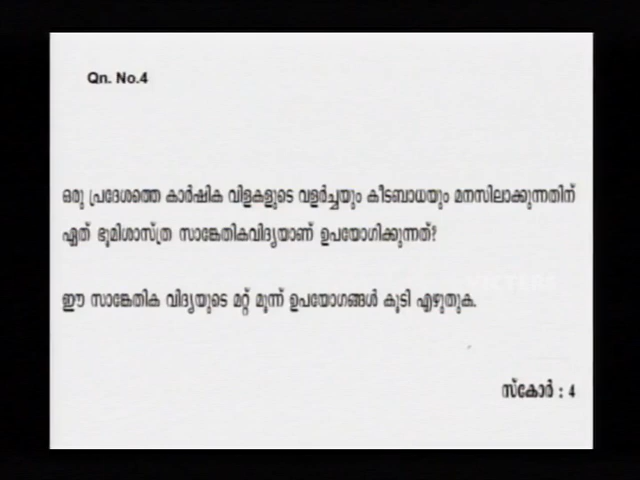 Qn. No.4
ഒരു പ്രദേശത്തെ കാർഷിക വിളകളുടെ വളർച്ചയും കീടബാധയും മനസിലാക്കുന്നതിന്
ഏത് ഭൂമിശാസ്ത്ര സാങ്കേതികവിദ്യയാണ് ഉപയോഗിക്കുന്നത്?
ഈ സാങ്കേതിക വിദ്യയുടെ മറ്റ് മൂന്ന് ഉപയോഗങ്ങൾ കൂടി എഴുതുക.
സ്കോർ : 4